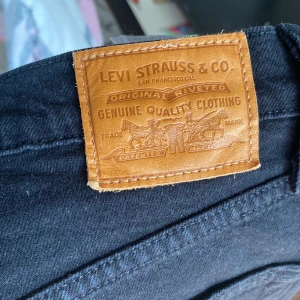 LEVI STRAUSS & CO.
SAN FRANCISCO, CAL.
ORIGINAL RIVETED
GENUINE QUALITY CLOTHING
TRADE MARK